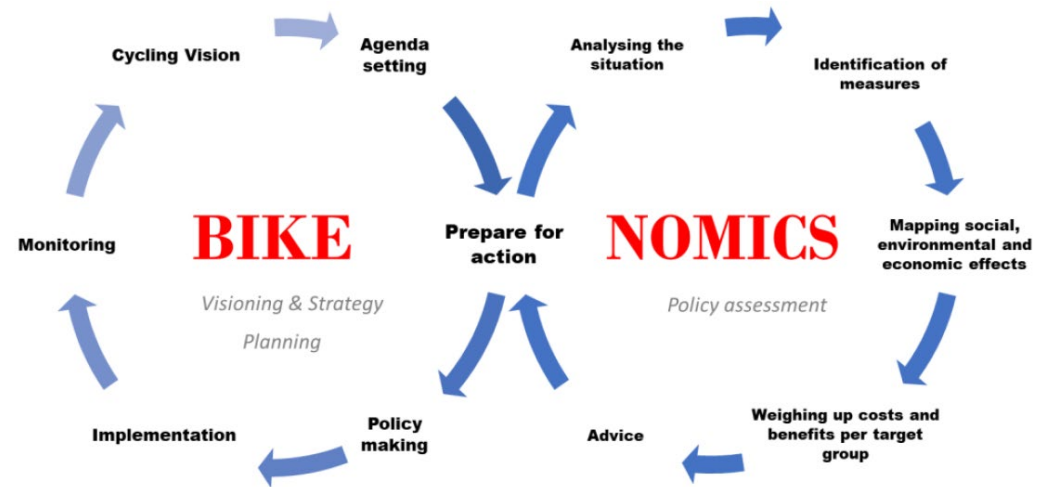 Cycling Vision
Agenda
setting
Analysing the
situation
Identification of
measures
Monitoring
BIKE
Visioning & Strategy
Planning
Prepare for
action
NOMICS
Policy assessment
Mapping social,
environmental and
economic effects
Implementation
Policy
making
Advice
Weighing up costs and
benefits per target
group